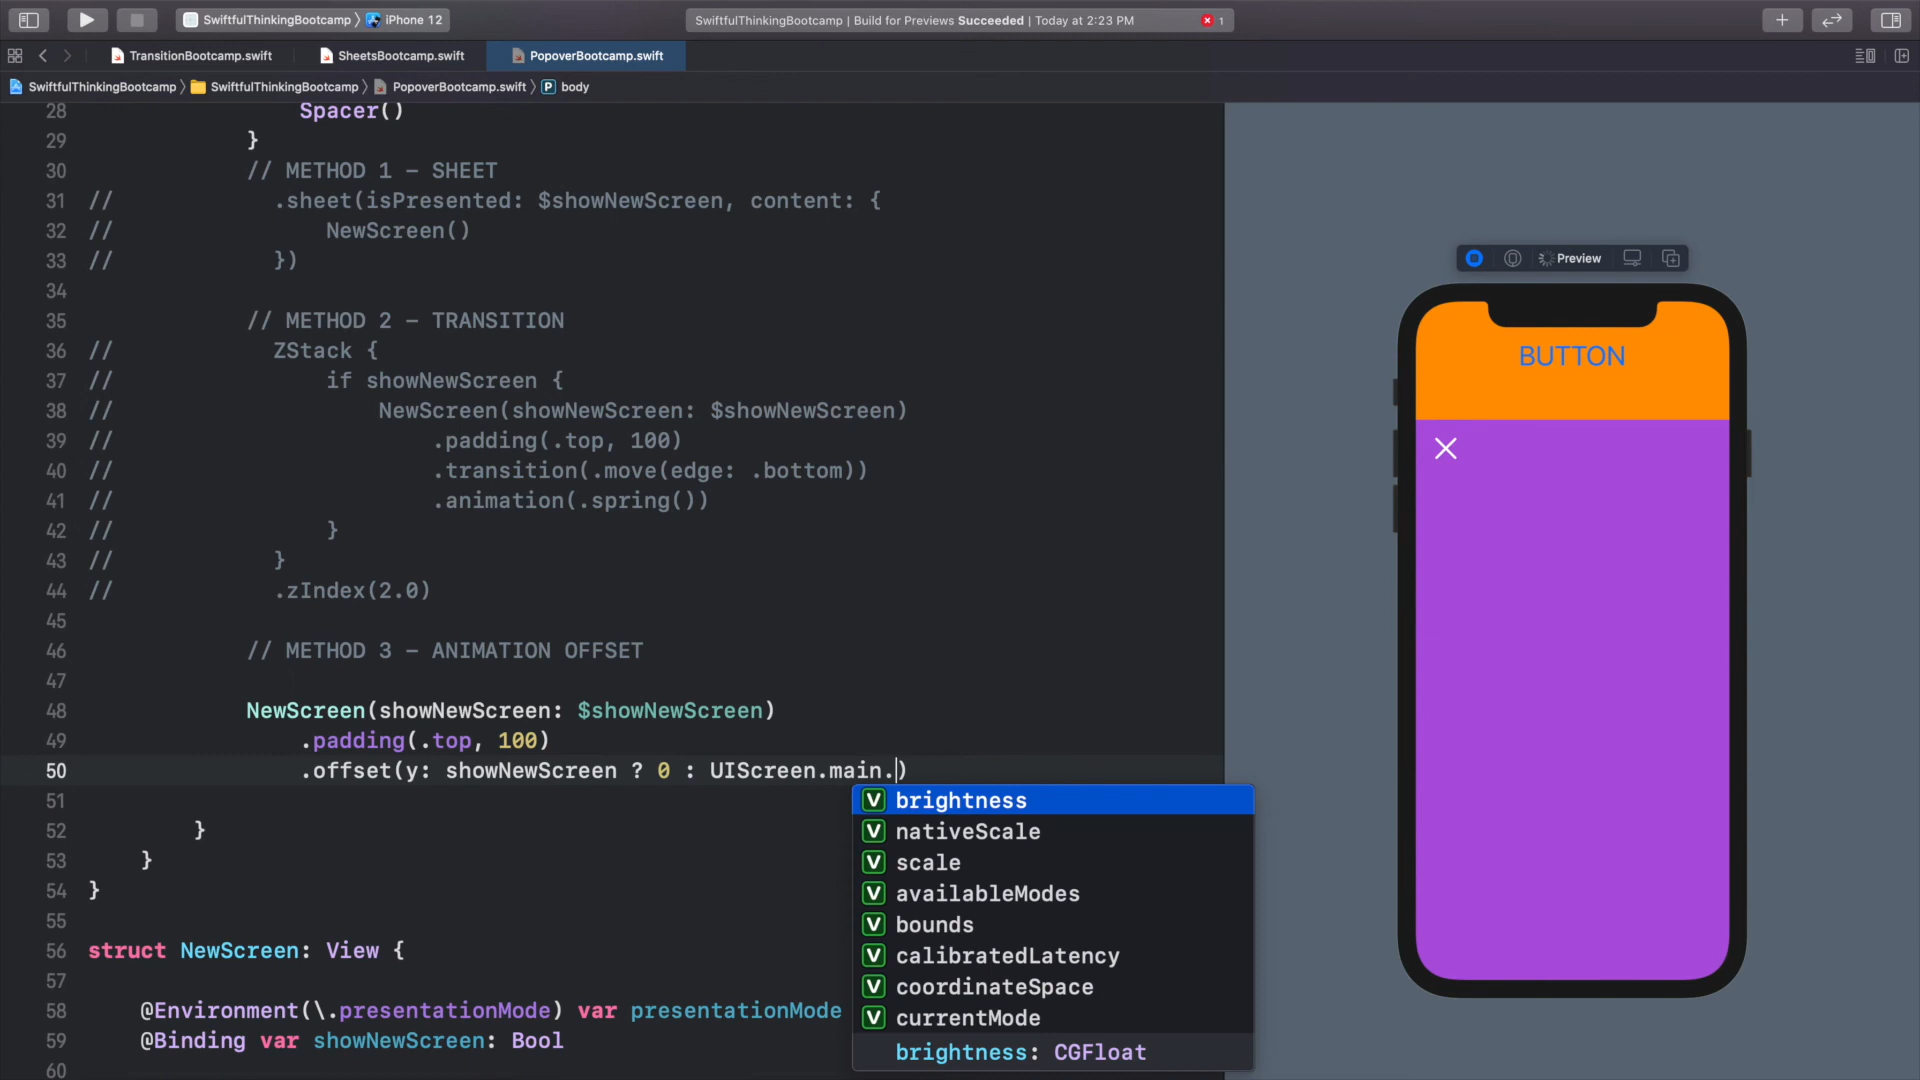 SwiftfulThinkingBootcamp 〉 iPhone 12
SwiftfulThinkingBootcamp | Build for Previews Succeeded | Today at 2:23 PM
1
TransitionBootcamp.swift
SheetsBootcamp.swift
PopoverBootcamp.swift
SwiftfulThinkingBootcamp 〉 SwiftfulThinkingBootcamp 〉 PopoverBootcamp.swift 〉 P body
28 Spacer()
29 }
30 // METHOD 1 - SHEET
31 // .sheet(isPresented: $showNewScreen, content: {
32 // NewScreen()
33 // })
34
35 // METHOD 2 - TRANSITION
36 // ZStack {
37 // if showNewScreen {
38 // NewScreen(showNewScreen: $showNewScreen)
39 // .padding(.top, 100)
40 // .transition(.move(edge: .bottom))
41 // .animation(.spring())
42 // }
43 // }
44 // .zIndex(2.0)
45
46 // METHOD 3 - ANIMATION OFFSET
47
48 NewScreen(showNewScreen: $showNewScreen)
49 .padding(.top, 100)
50 .offset(y: showNewScreen ? 0 : UIScreen.main.)
51
52 }
53 }
54 }
55
56 struct NewScreen: View {
57
58 @Environment(\.presentationMode) var presentationMode
59 @Binding var showNewScreen: Bool
60
V brightness
V nativeScale
V scale
V availableModes
V bounds
V calibratedLatency
V coordinateSpace
V currentMode
brightness: CGFloat
Preview
BUTTON